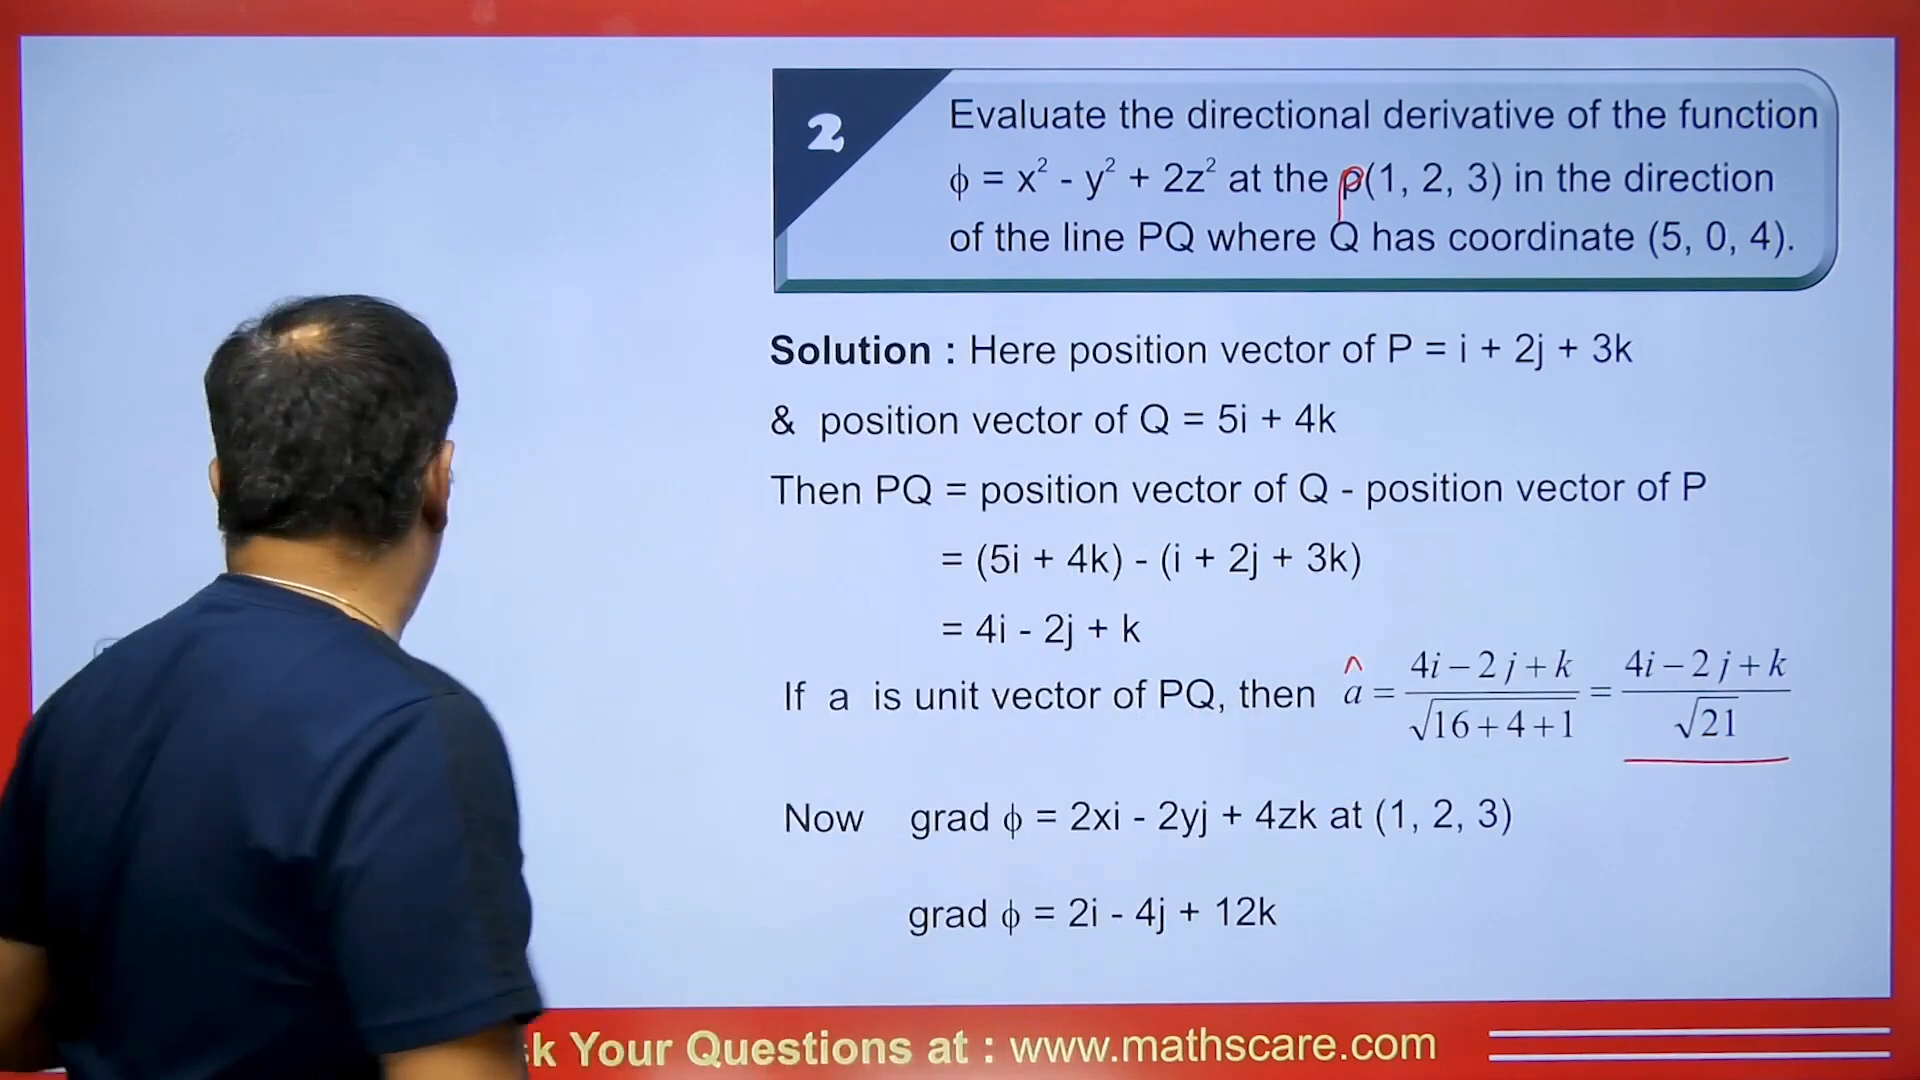 2
Evaluate the directional derivative of the function
ϕ = x² - y² + 2z² at the p(1, 2, 3) in the direction
of the line PQ where Q has coordinate (5, 0, 4).
Solution : Here position vector of P = i + 2j + 3k
& position vector of Q = 5i + 4k
Then PQ = position vector of Q - position vector of P
= (5i + 4k) - (i + 2j + 3k)
= 4i - 2j + k
If a is unit vector of PQ, then â = (4i − 2j + k)/√(16 + 4 + 1) = (4i − 2j + k)/√21
Now grad ϕ = 2xi - 2yj + 4zk at (1, 2, 3)
grad ϕ = 2i - 4j + 12k
k Your Questions at : www.mathscare.com